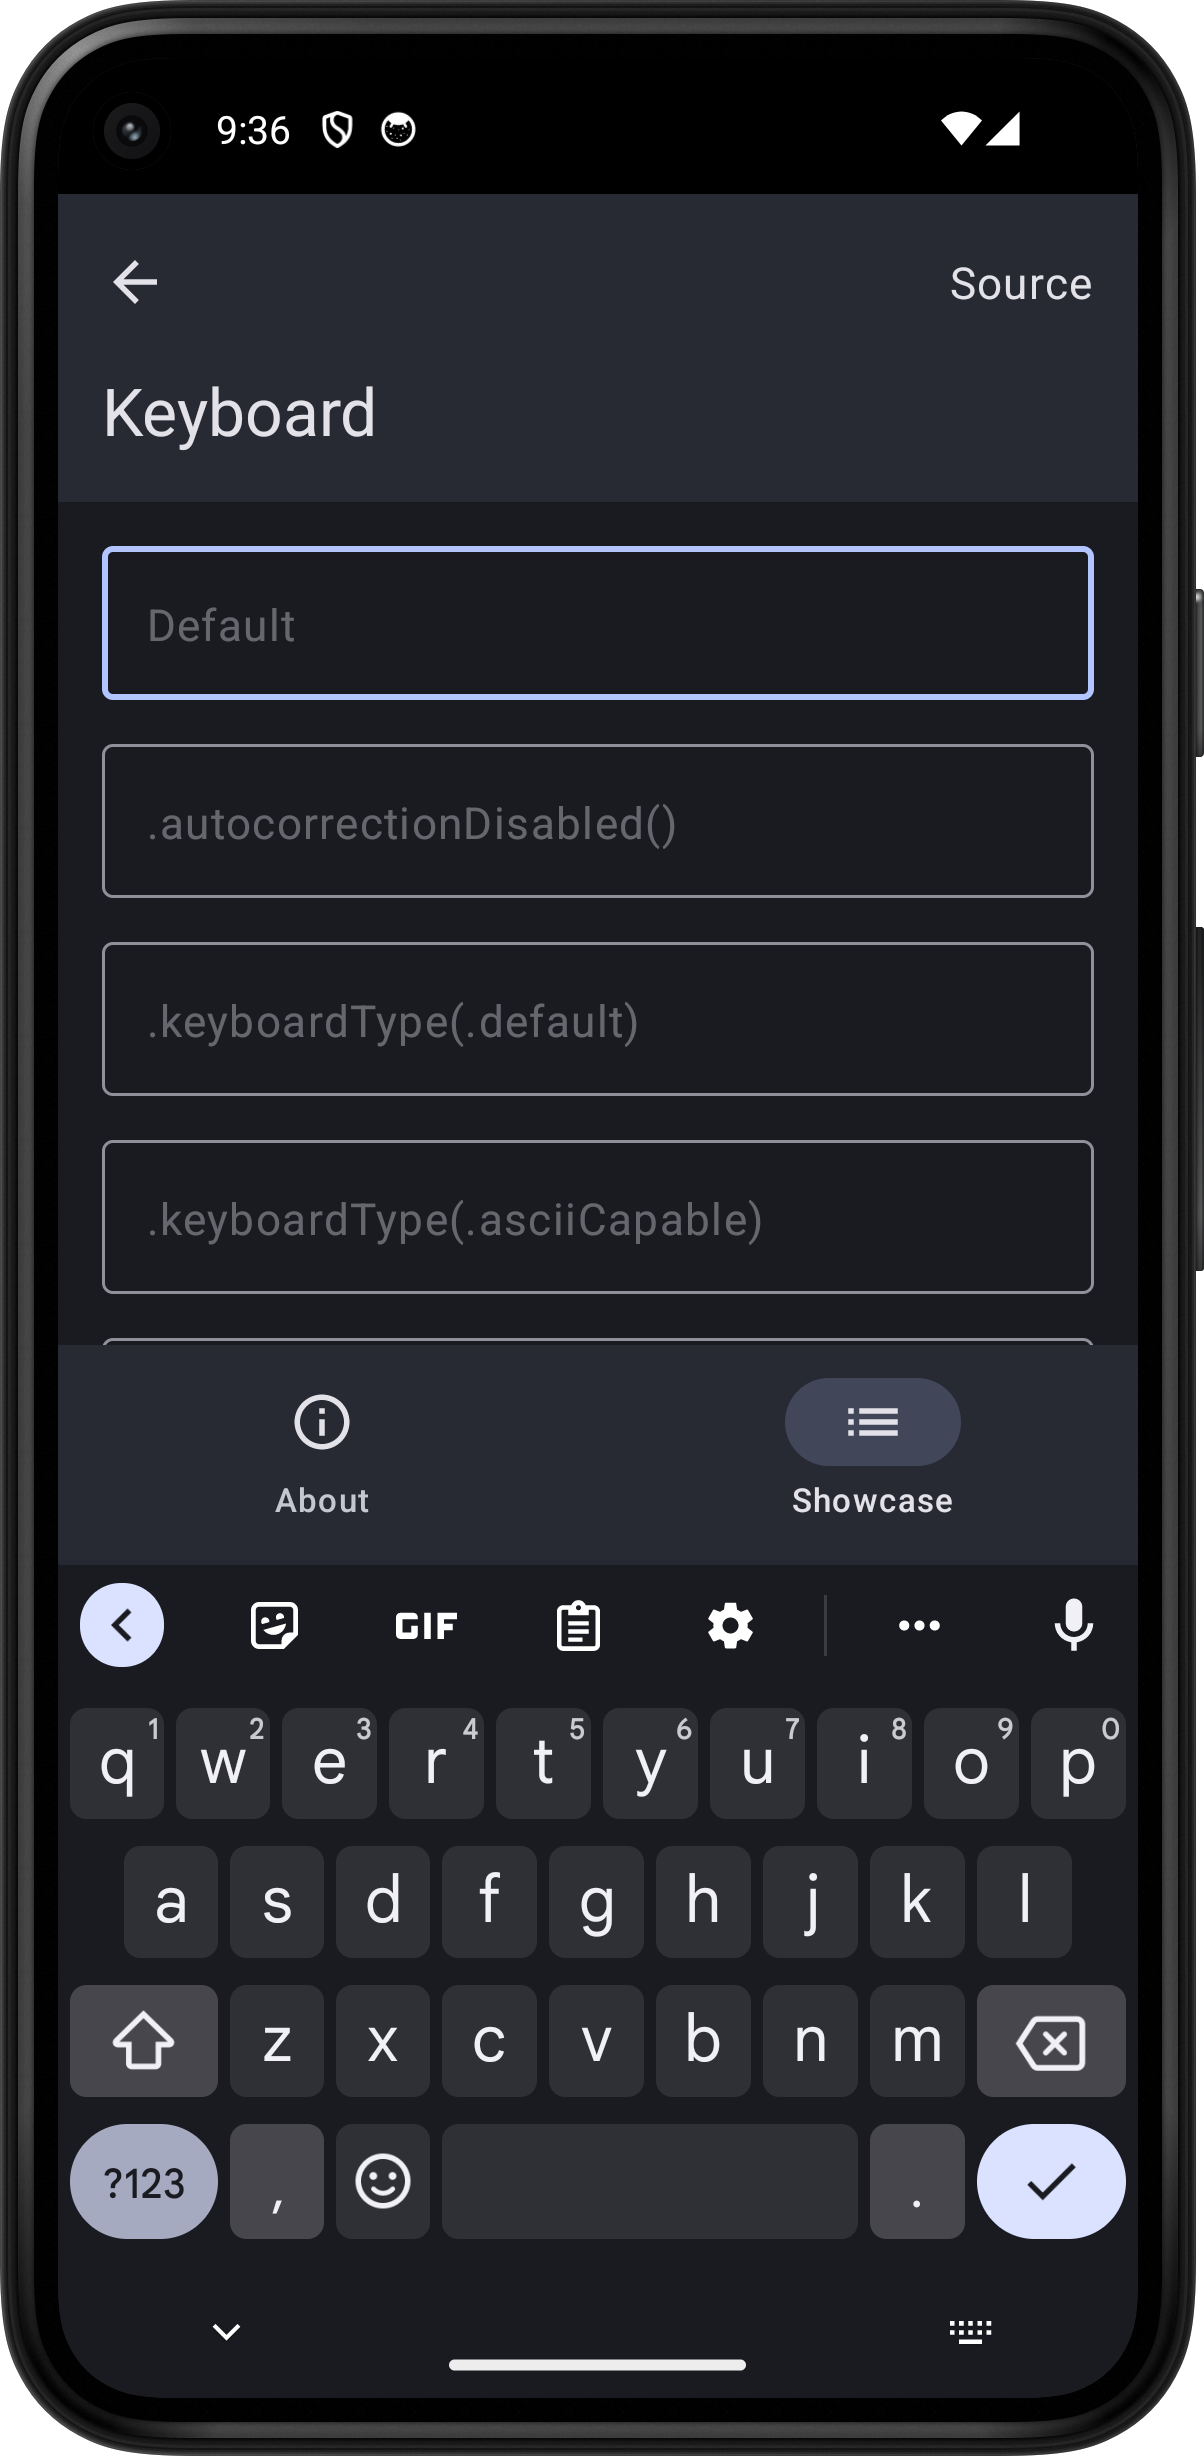 9:36
Source
Keyboard
Default
.autocorrectionDisabled()
.keyboardType(.default)
.keyboardType(.asciiCapable)
About
Showcase
GIF
1 2 3 4 5 6 7 8 9 0
q w e r t y u i o p
a s d f g h j k l
z x c v b n m
?123 , .